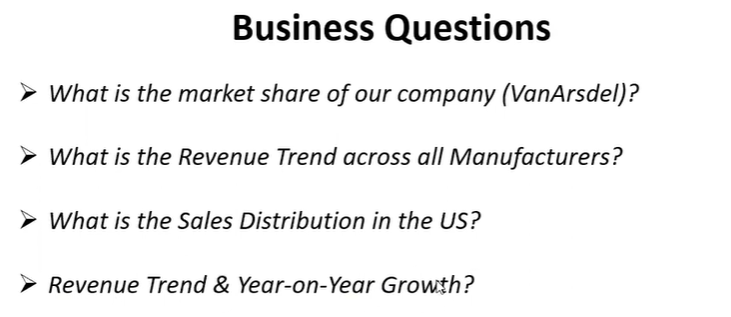 Business Questions
➢ What is the market share of our company (VanArsdel)?
➢ What is the Revenue Trend across all Manufacturers?
➢ What is the Sales Distribution in the US?
➢ Revenue Trend & Year-on-Year Growth?